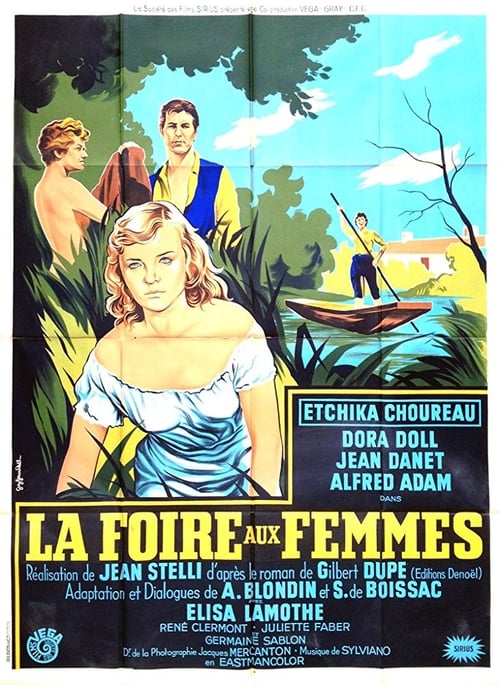 La Société des Films SIRIUS présente une Co-production VEGA - GRAY - C.F.C.
ETCHIKA CHOUREAU
DORA DOLL
JEAN DANET
ALFRED ADAM
DANS
LA FOIRE AUX FEMMES
Réalisation de JEAN STELLI d'après le roman de Gilbert DUPE (Editions Denoël)
Adaptation et Dialogues de A. BLONDIN et S. de BOISSAC
AVEC
ELISA LAMOTHE
RENÉ CLERMONT - JULIETTE FABER
ET
GERMAINE SABLON
Dr de la Photographie Jacques MERCANTON - Musique de SYLVIANO
en EASTMANCOLOR
VEGA
SIRIUS